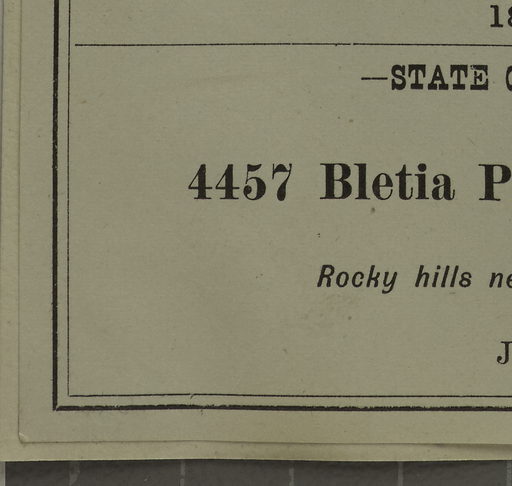 18
—STATE
4457 Bletia P
Rocky hills ne
J